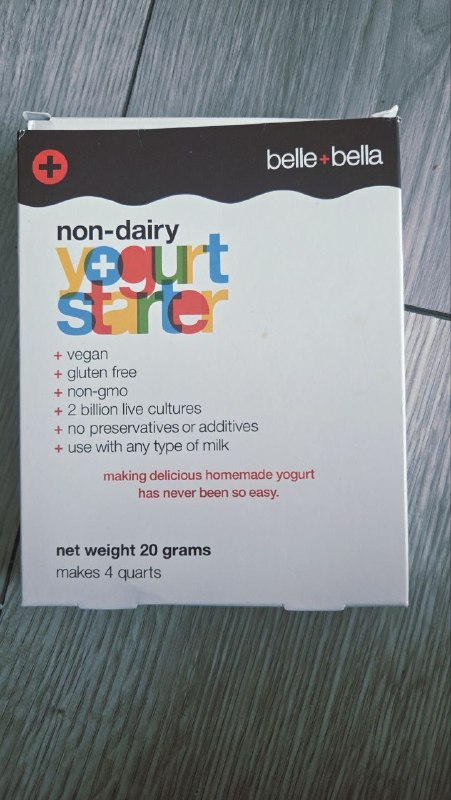 belle+bella
non-dairy
yogurt
starter
+ vegan
+ gluten free
+ non-gmo
+ 2 billion live cultures
+ no preservatives or additives
+ use with any type of milk
making delicious homemade yogurt
has never been so easy.
net weight 20 grams
makes 4 quarts